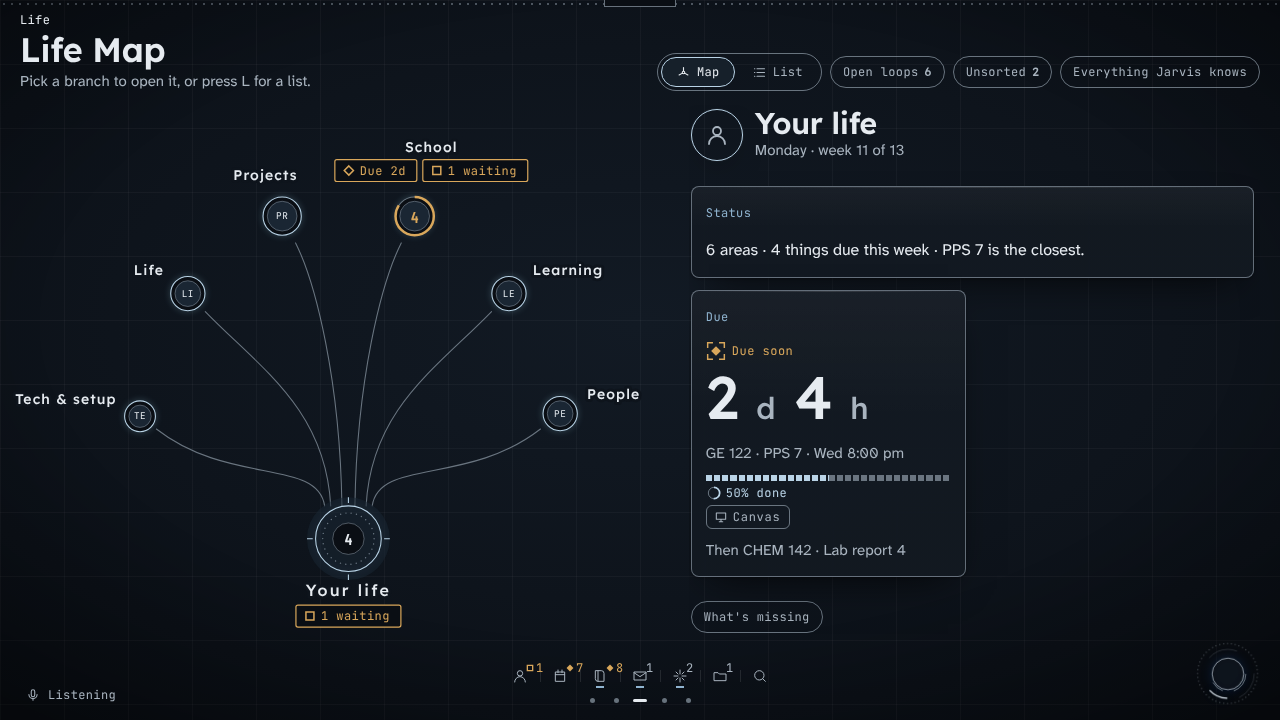 Life
Life Map
Pick a branch to open it, or press L for a list.
Map
List
Open loops 6
Unsorted 2
Everything Jarvis knows
Your life
Monday · week 11 of 13
Status
6 areas · 4 things due this week · PPS 7 is the closest.
Due
Due soon
2 d 4 h
GE 122 · PPS 7 · Wed 8:00 pm
50% done
Canvas
Then CHEM 142 · Lab report 4
What's missing
School
Due 2d
1 waiting
4
Projects
PR
Life
LI
Learning
LE
Tech & setup
TE
People
PE
4
Your life
1 waiting
1
7
8
1
2
1
Listening